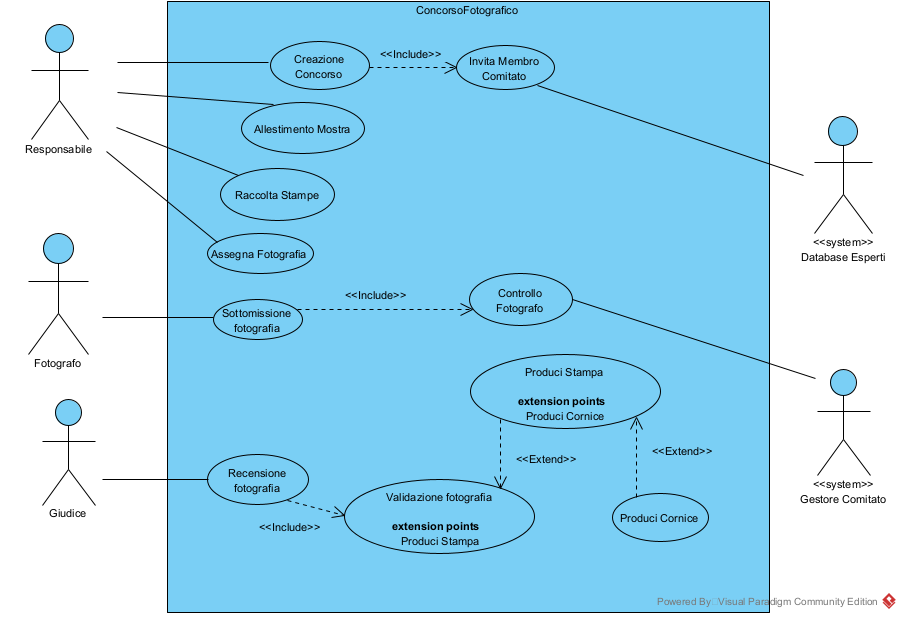 ConcorsoFotografico
Creazione
Concorso
<<Include>>
Invita Membro
Comitato
Allestimento Mostra
Responsabile
Raccolta Stampe
Assegna Fotografia
<<system>>
Database Esperti
Sottomissione
fotografia
<<Include>>
Controllo
Fotografo
Fotografo
Produci Stampa
extension points
Produci Cornice
<<Extend>>
<<Extend>>
Recensione
fotografia
<<Include>>
Validazione fotografia
extension points
Produci Stampa
Produci Cornice
Giudice
<<system>>
Gestore Comitato
Powered By Visual Paradigm Community Edition